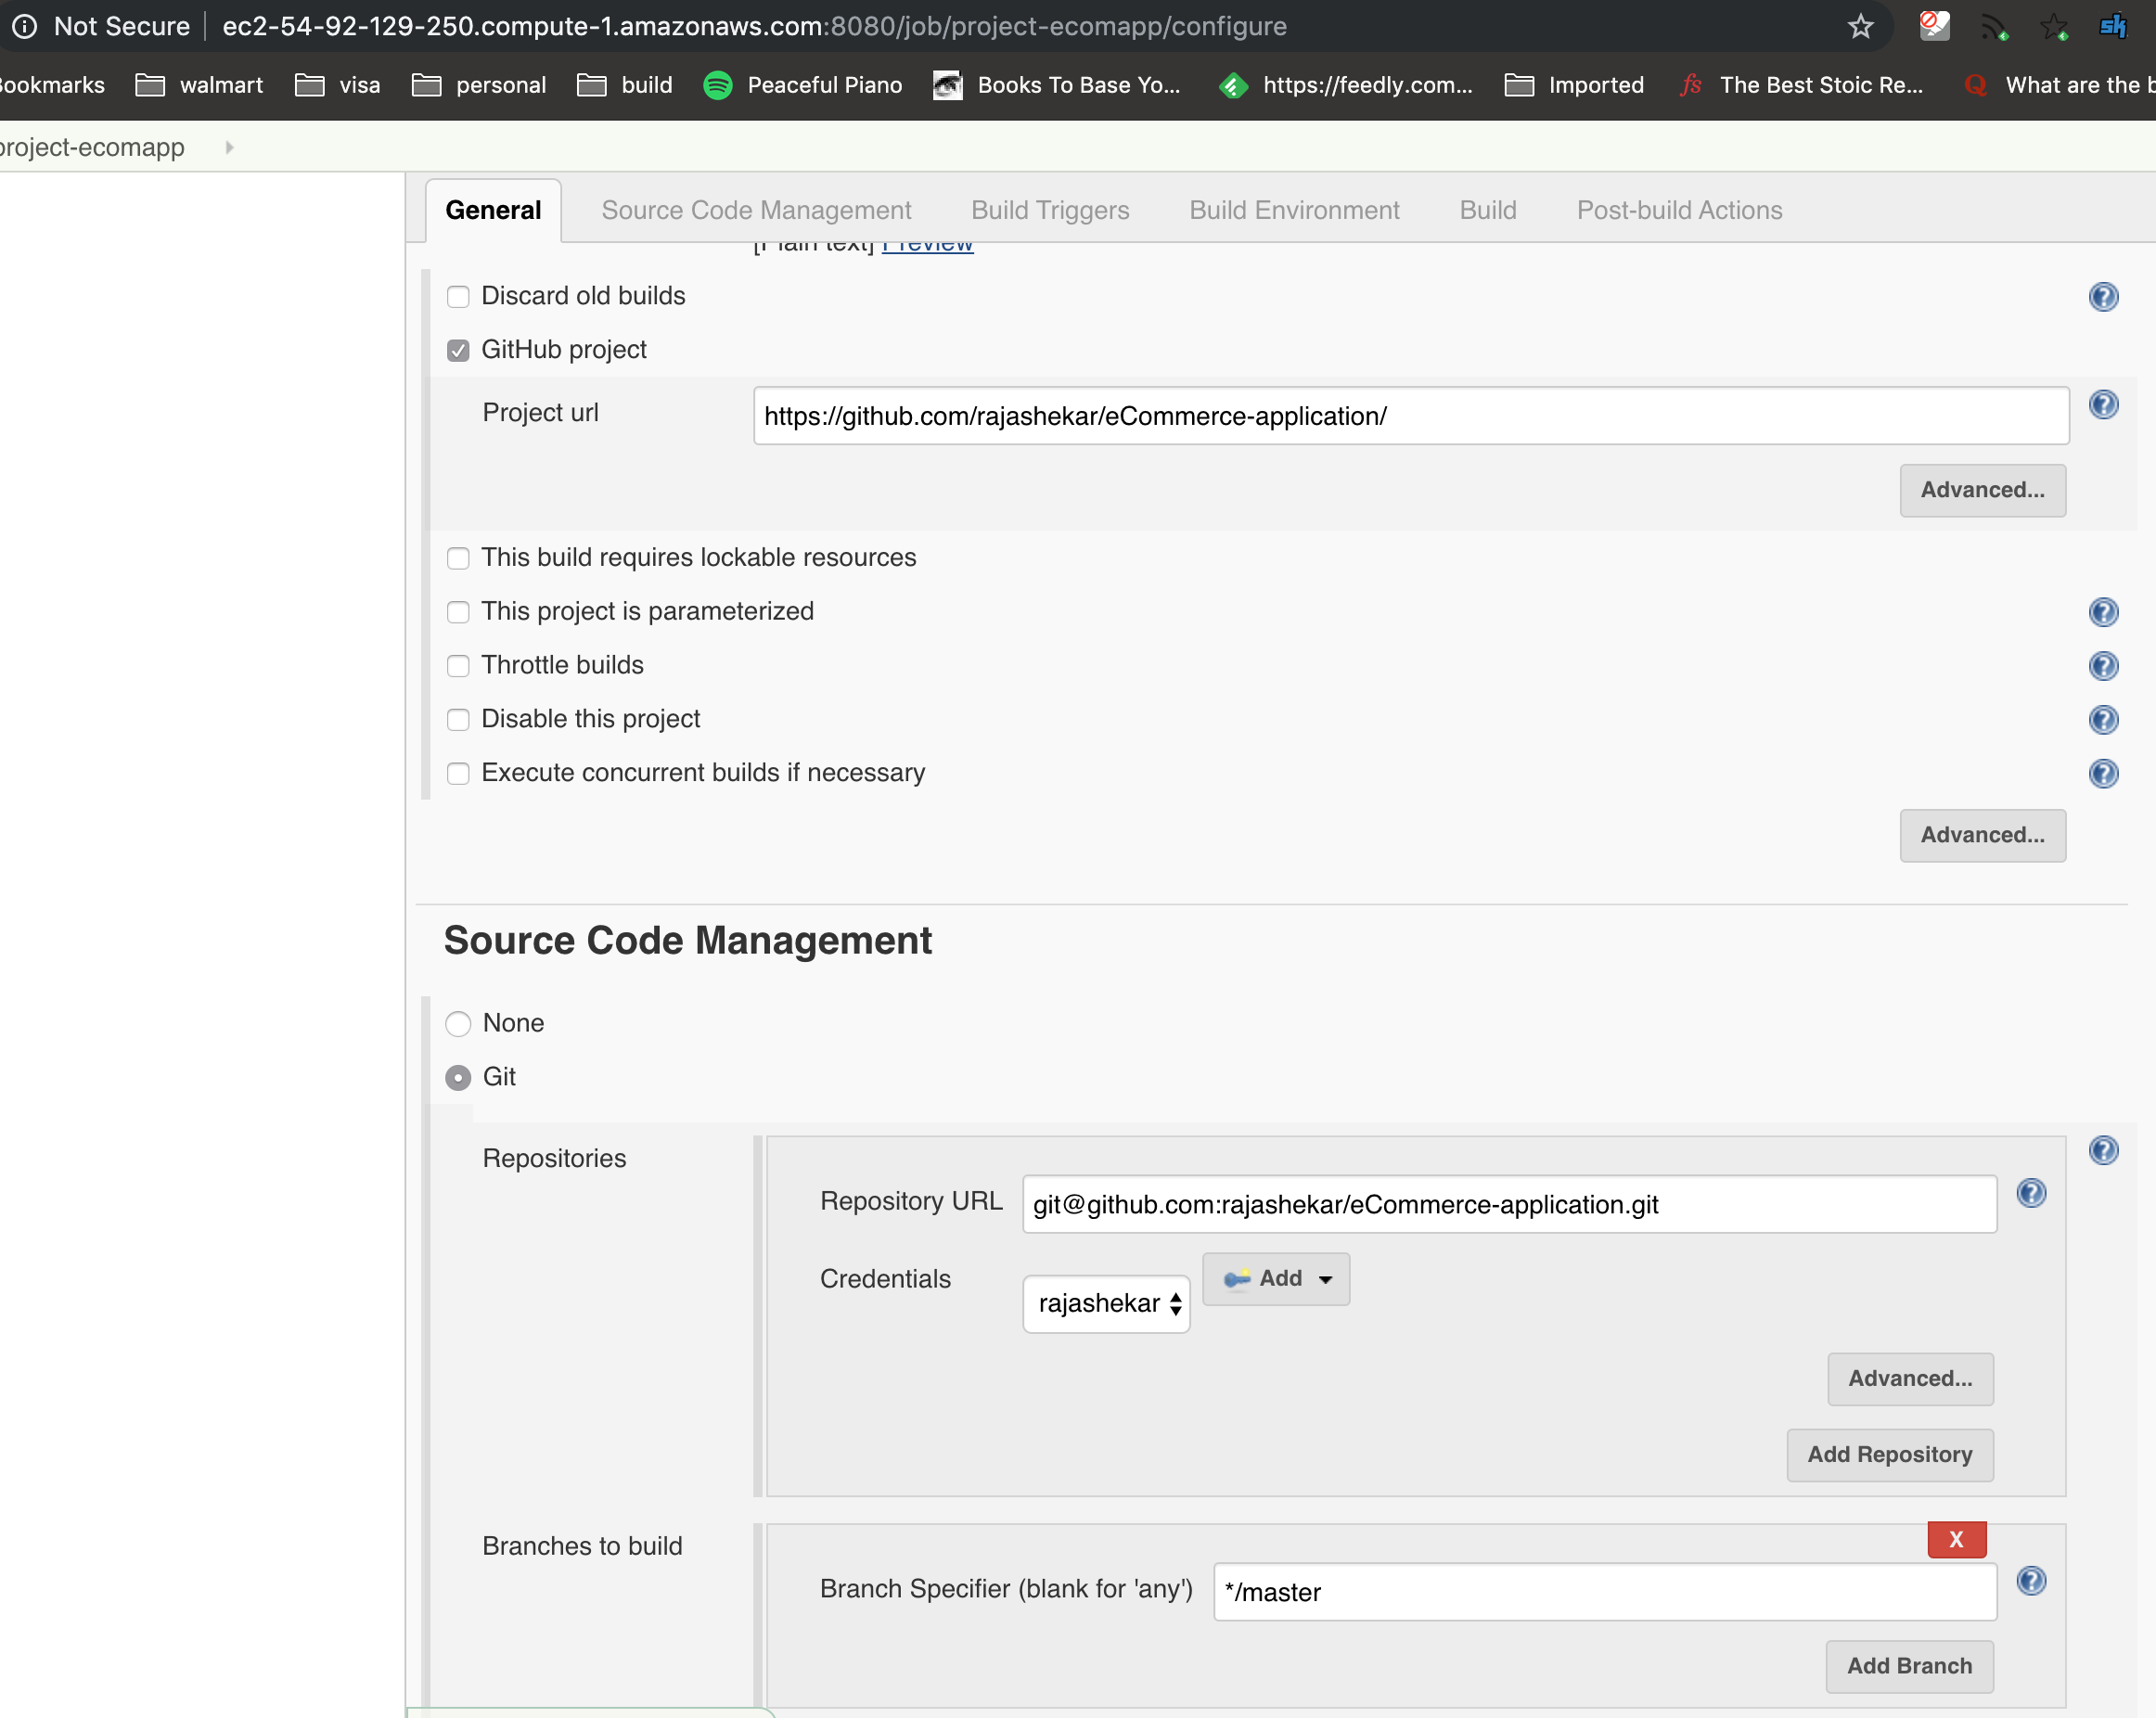 Not Secure ec2-54-92-129-250.compute-1.amazonaws.com:8080/job/project-ecomapp/configure
Bookmarks walmart visa personal build Peaceful Piano Books To Base Yo... https://feedly.com... Imported fs The Best Stoic Re... Q What are the b
project-ecomapp
General Source Code Management Build Triggers Build Environment Build Post-build Actions
[Plain text] Preview
Discard old builds
GitHub project
Project url https://github.com/rajashekar/eCommerce-application/
Advanced...
This build requires lockable resources
This project is parameterized
Throttle builds
Disable this project
Execute concurrent builds if necessary
Advanced...
Source Code Management
None
Git
Repositories
Repository URL git@github.com:rajashekar/eCommerce-application.git
Credentials rajashekar Add
Advanced...
Add Repository
Branches to build
X
Branch Specifier (blank for 'any') */master
Add Branch